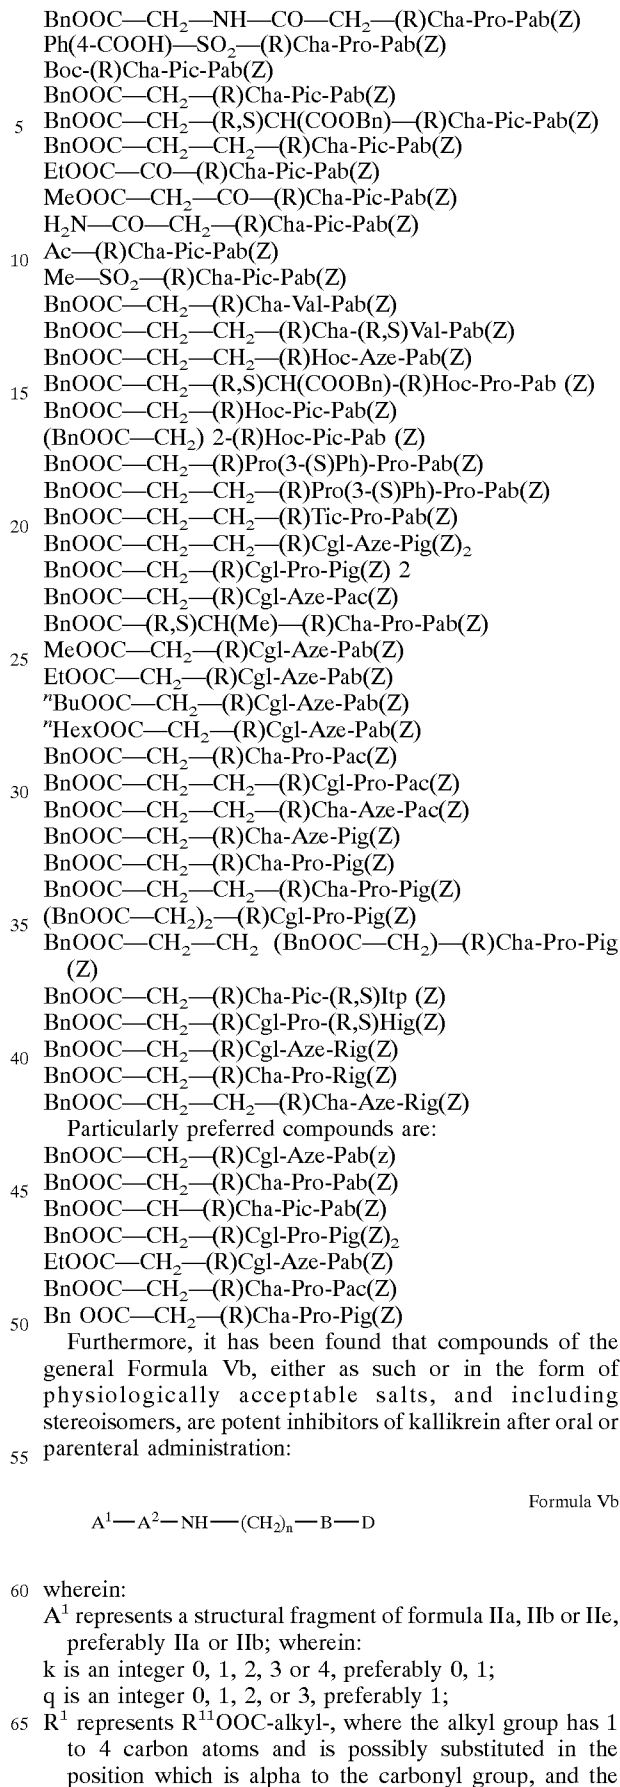 BnOOC—CH2—NH—CO—CH2—(R)Cha-Pro-Pab(Z)
Ph(4-COOH)—SO2—(R)Cha-Pro-Pab(Z)
Boc-(R)Cha-Pic-Pab(Z)
BnOOC—CH2—(R)Cha-Pic-Pab(Z)
5 BnOOC—CH2—(R,S)CH(COOBn)—(R)Cha-Pic-Pab(Z)
BnOOC—CH2—CH2—(R)Cha-Pic-Pab(Z)
EtOOC—CO—(R)Cha-Pic-Pab(Z)
MeOOC—CH2—CO—(R)Cha-Pic-Pab(Z)
H2N—CO—CH2—(R)Cha-Pic-Pab(Z)
10 Ac—(R)Cha-Pic-Pab(Z)
Me—SO2—(R)Cha-Pic-Pab(Z)
BnOOC—CH2—(R)Cha-Val-Pab(Z)
BnOOC—CH2—CH2—(R)Cha-(R,S)Val-Pab(Z)
BnOOC—CH2—CH2—(R)Hoc-Aze-Pab(Z)
15 BnOOC—CH2—(R,S)CH(COOBn)-(R)Hoc-Pro-Pab (Z)
BnOOC—CH2—(R)Hoc-Pic-Pab(Z)
(BnOOC—CH2) 2-(R)Hoc-Pic-Pab (Z)
BnOOC—CH2—(R)Pro(3-(S)Ph)-Pro-Pab(Z)
BnOOC—CH2—CH2—(R)Pro(3-(S)Ph)-Pro-Pab(Z)
20 BnOOC—CH2—CH2—(R)Tic-Pro-Pab(Z)
BnOOC—CH2—CH2—(R)Cgl-Aze-Pig(Z)2
BnOOC—CH2—(R)Cgl-Pro-Pig(Z) 2
BnOOC—CH2—(R)Cgl-Aze-Pac(Z)
BnOOC—(R,S)CH(Me)—(R)Cha-Pro-Pab(Z)
25 MeOOC—CH2—(R)Cgl-Aze-Pab(Z)
EtOOC—CH2—(R)Cgl-Aze-Pab(Z)
nBuOOC—CH2—(R)Cgl-Aze-Pab(Z)
nHexOOC—CH2—(R)Cgl-Aze-Pab(Z)
BnOOC—CH2—(R)Cha-Pro-Pac(Z)
30 BnOOC—CH2—CH2—(R)Cgl-Pro-Pac(Z)
BnOOC—CH2—CH2—(R)Cha-Aze-Pac(Z)
BnOOC—CH2—(R)Cha-Aze-Pig(Z)
BnOOC—CH2—(R)Cha-Pro-Pig(Z)
BnOOC—CH2—CH2—(R)Cha-Pro-Pig(Z)
35 (BnOOC—CH2)2—(R)Cgl-Pro-Pig(Z)
BnOOC—CH2—CH2 (BnOOC—CH2)—(R)Cha-Pro-Pig
(Z)
BnOOC—CH2—(R)Cha-Pic-(R,S)Itp (Z)
BnOOC—CH2—(R)Cgl-Pro-(R,S)Hig(Z)
40 BnOOC—CH2—(R)Cgl-Aze-Rig(Z)
BnOOC—CH2—(R)Cha-Pro-Rig(Z)
BnOOC—CH2—CH2—(R)Cha-Aze-Rig(Z)
Particularly preferred compounds are:
BnOOC—CH2—(R)Cgl-Aze-Pab(z)
45 BnOOC—CH2—(R)Cha-Pro-Pab(Z)
BnOOC—CH—(R)Cha-Pic-Pab(Z)
BnOOC—CH2—(R)Cgl-Pro-Pig(Z)2
EtOOC—CH2—(R)Cgl-Aze-Pab(Z)
BnOOC—CH2—(R)Cha-Pro-Pac(Z)
50 Bn OOC—CH2—(R)Cha-Pro-Pig(Z)
Furthermore, it has been found that compounds of the
general Formula Vb, either as such or in the form of
physiologically acceptable salts, and including
stereoisomers, are potent inhibitors of kallikrein after oral or
55 parenteral administration:
Formula Vb
A1—A2—NH—(CH2)n—B—D
60 wherein:
A1 represents a structural fragment of formula IIa, IIb or IIe,
preferably IIa or IIb; wherein:
k is an integer 0, 1, 2, 3 or 4, preferably 0, 1;
q is an integer 0, 1, 2, or 3, preferably 1;
65 R1 represents R11OOC-alkyl-, where the alkyl group has 1
to 4 carbon atoms and is possibly substituted in the
position which is alpha to the carbonyl group, and the